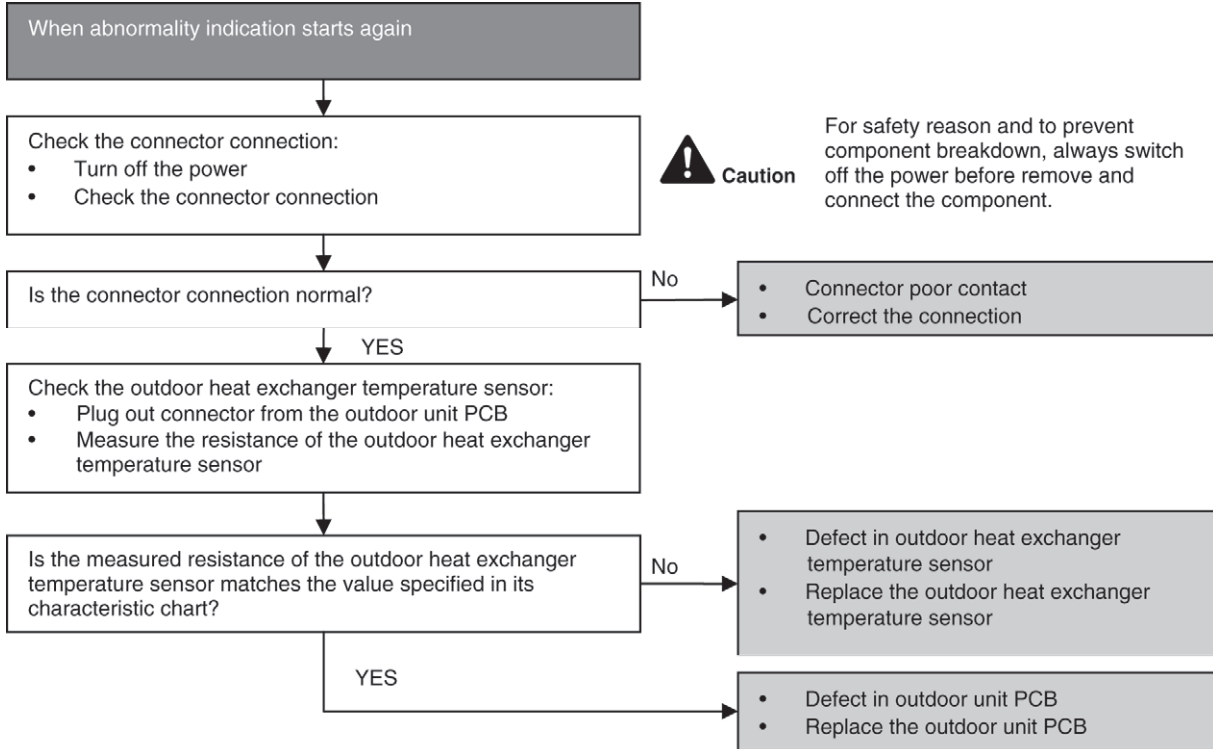 When abnormality indication starts again
Check the connector connection:
• Turn off the power
• Check the connector connection
Caution
For safety reason and to prevent
component breakdown, always switch
off the power before remove and
connect the component.
Is the connector connection normal?
No
• Connector poor contact
• Correct the connection
YES
Check the outdoor heat exchanger temperature sensor:
• Plug out connector from the outdoor unit PCB
• Measure the resistance of the outdoor heat exchanger
temperature sensor
Is the measured resistance of the outdoor heat exchanger
temperature sensor matches the value specified in its
characteristic chart?
No
• Defect in outdoor heat exchanger
temperature sensor
• Replace the outdoor heat exchanger
temperature sensor
YES
• Defect in outdoor unit PCB
• Replace the outdoor unit PCB